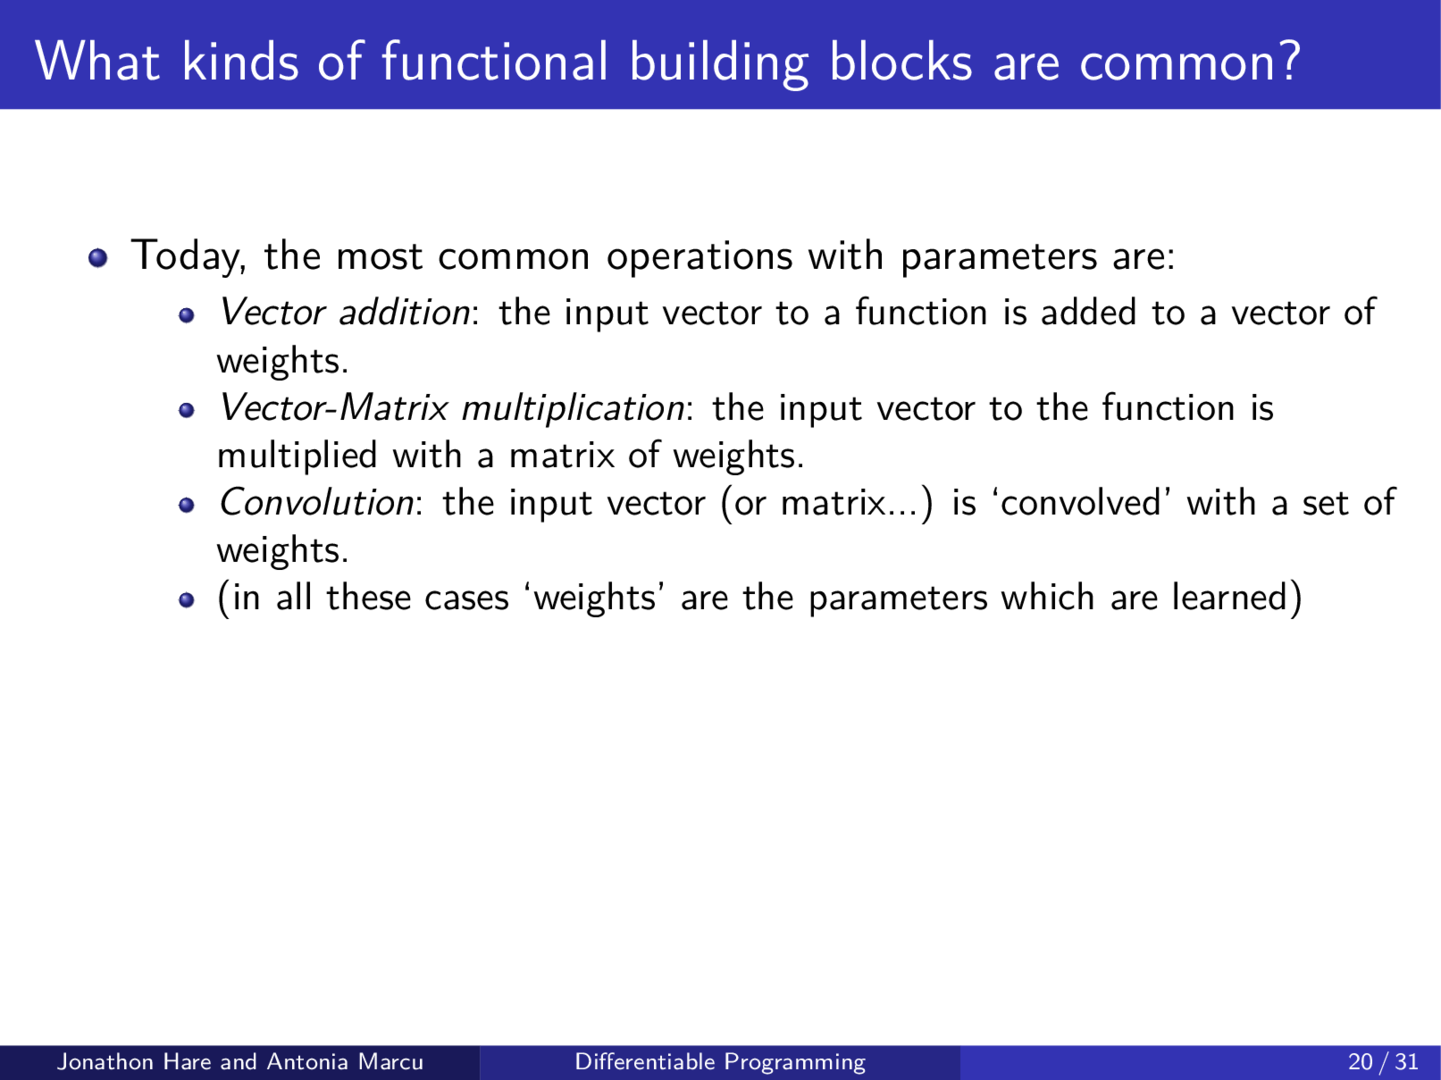 What kinds of functional building blocks are common?
Today, the most common operations with parameters are:
Vector addition: the input vector to a function is added to a vector of
weights.
Vector-Matrix multiplication: the input vector to the function is
multiplied with a matrix of weights.
Convolution: the input vector (or matrix...) is ‘convolved’ with a set of
weights.
(in all these cases ‘weights’ are the parameters which are learned)
Jonathon Hare and Antonia Marcu
Differentiable Programming
20 / 31